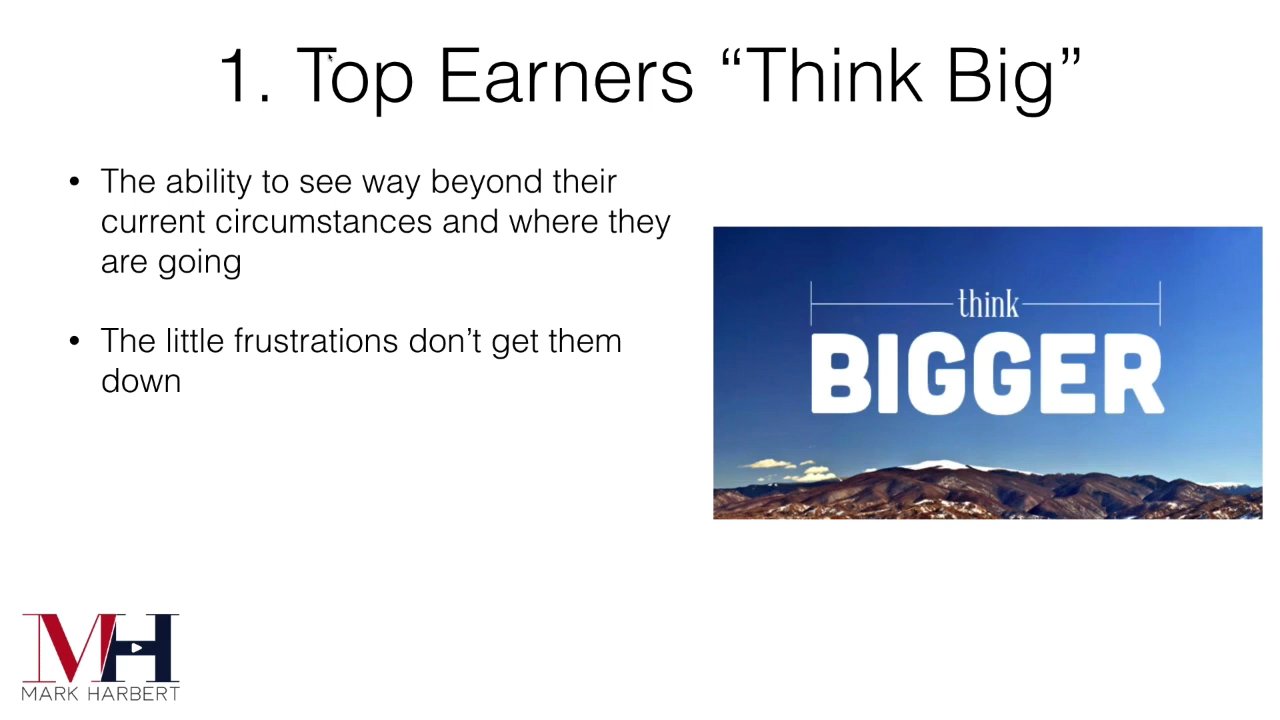 1. Top Earners “Think Big”
• The ability to see way beyond their
current circumstances and where they
are going
• The little frustrations don’t get them
down
think
BIGGER
MH
MARK HARBERT